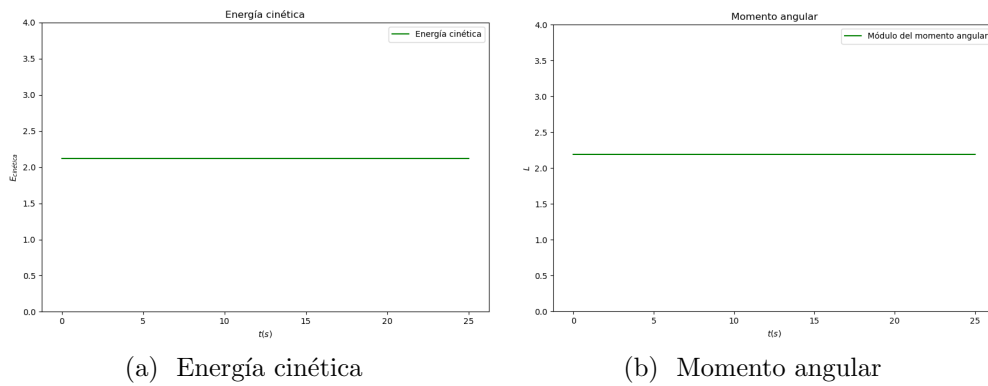 Energía cinética
Energía cinética
4.0
3.5
3.0
2.5
2.0
1.5
1.0
0.5
0.0
E_cinética
0 5 10 15 20 25
t(s)
(a) Energía cinética
Momento angular
Módulo del momento angular
4.0
3.5
3.0
2.5
2.0
1.5
1.0
0.5
0.0
L
0 5 10 15 20 25
t(s)
(b) Momento angular